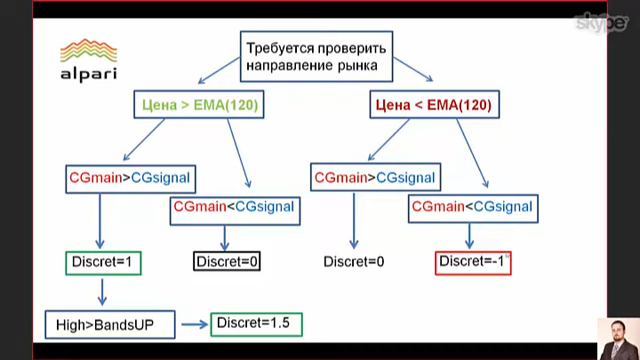 skype
Требуется проверить
направление рынка
alpari
Цена > EMA(120)
Цена < EMA(120)
CGmain>CGsignal
CGmain<CGsignal
CGmain>CGsignal
CGmain<CGsignal
Discret=1
Discret=0
Discret=0
Discret=-1
High>BandsUP
Discret=1.5